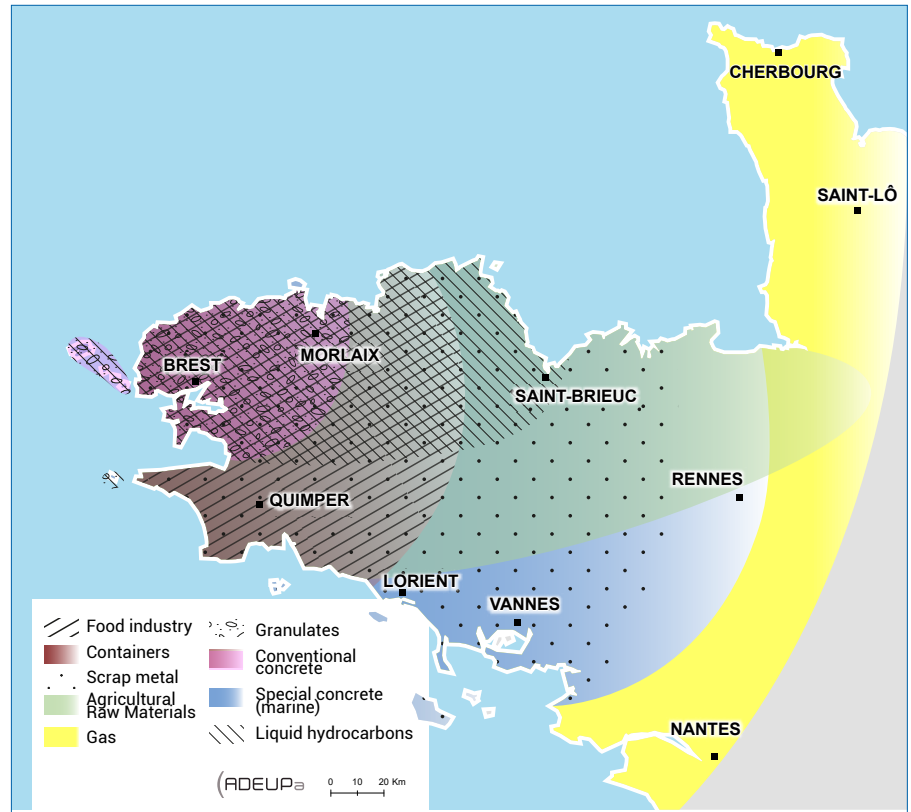 CHERBOURG
SAINT-LÔ
MORLAIX
BREST
SAINT-BRIEUC
RENNES
QUIMPER
LORIENT
VANNES
NANTES
Food industry
Containers
Scrap metal
Agricultural
Raw Materials
Gas
Granulates
Conventional
concrete
Special concrete
(marine)
Liquid hydrocarbons
ADEUPa
0 10 20 Km